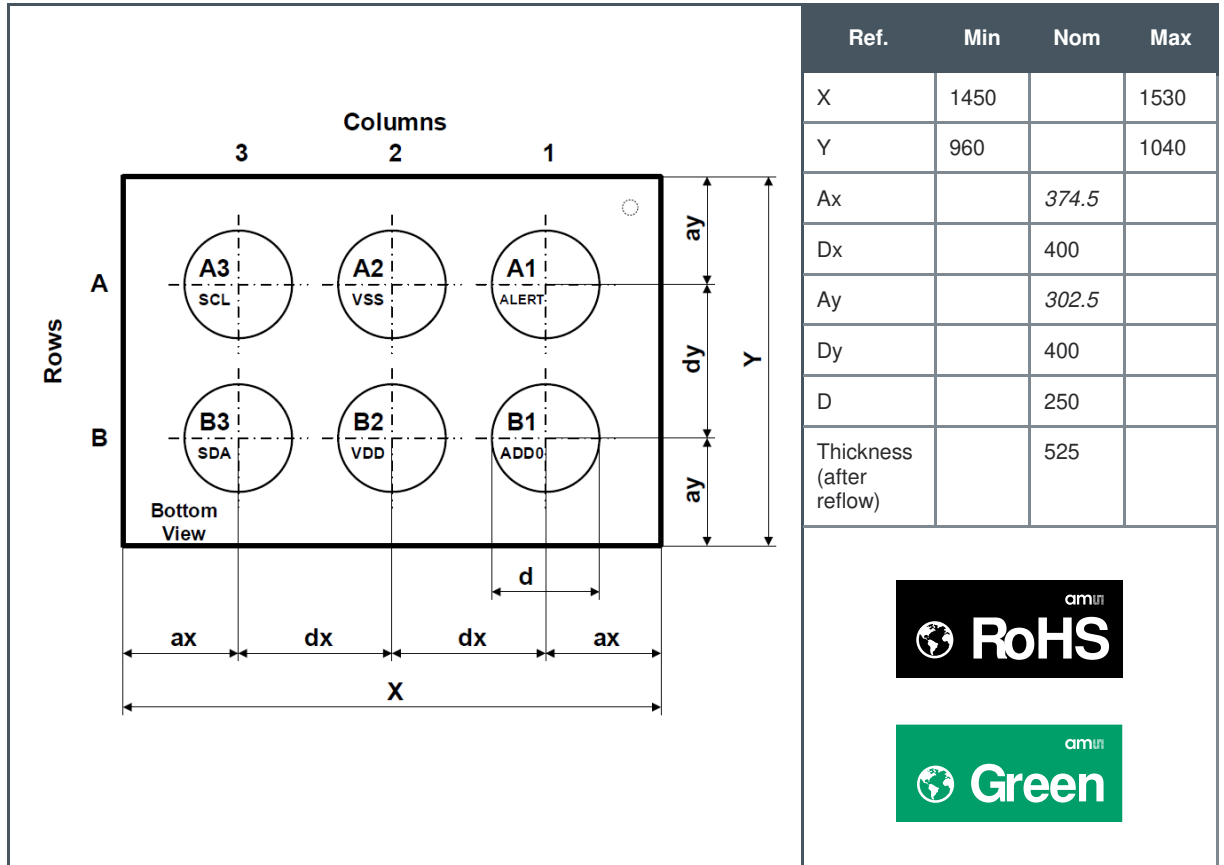 Columns
3 2 1
A
B
Rows
A3
SCL
A2
VSS
A1
ALERT
B3
SDA
B2
VDD
B1
ADD0
Bottom
View
ay
dy
ay
Y
d
ax dx dx ax
X
Ref. Min Nom Max
X 1450 1530
Y 960 1040
Ax 374.5
Dx 400
Ay 302.5
Dy 400
D 250
Thickness 525
(after
reflow)
am
RoHS
am
Green